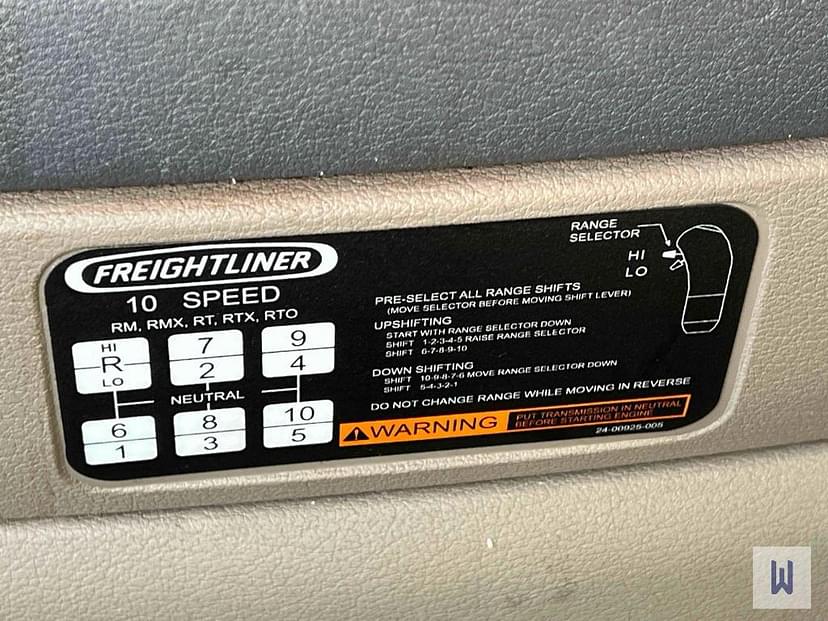 FREIGHTLINER
10 SPEED
RM, RMX, RT, RTX, RTO
HI
R
LO
7
2
9
4
NEUTRAL
6
1
8
3
10
5
RANGE
SELECTOR
HI
LO
PRE-SELECT ALL RANGE SHIFTS
(MOVE SELECTOR BEFORE MOVING SHIFT LEVER)
UPSHIFTING
START WITH RANGE SELECTOR DOWN
SHIFT 1-2-3-4-5 RAISE RANGE SELECTOR
SHIFT 6-7-8-9-10
DOWN SHIFTING
SHIFT 10-9-8-7-6 MOVE RANGE SELECTOR DOWN
SHIFT 5-4-3-2-1
DO NOT CHANGE RANGE WHILE MOVING IN REVERSE
WARNING
PUT TRANSMISSION IN NEUTRAL
BEFORE STARTING ENGINE
24-00925-005
W